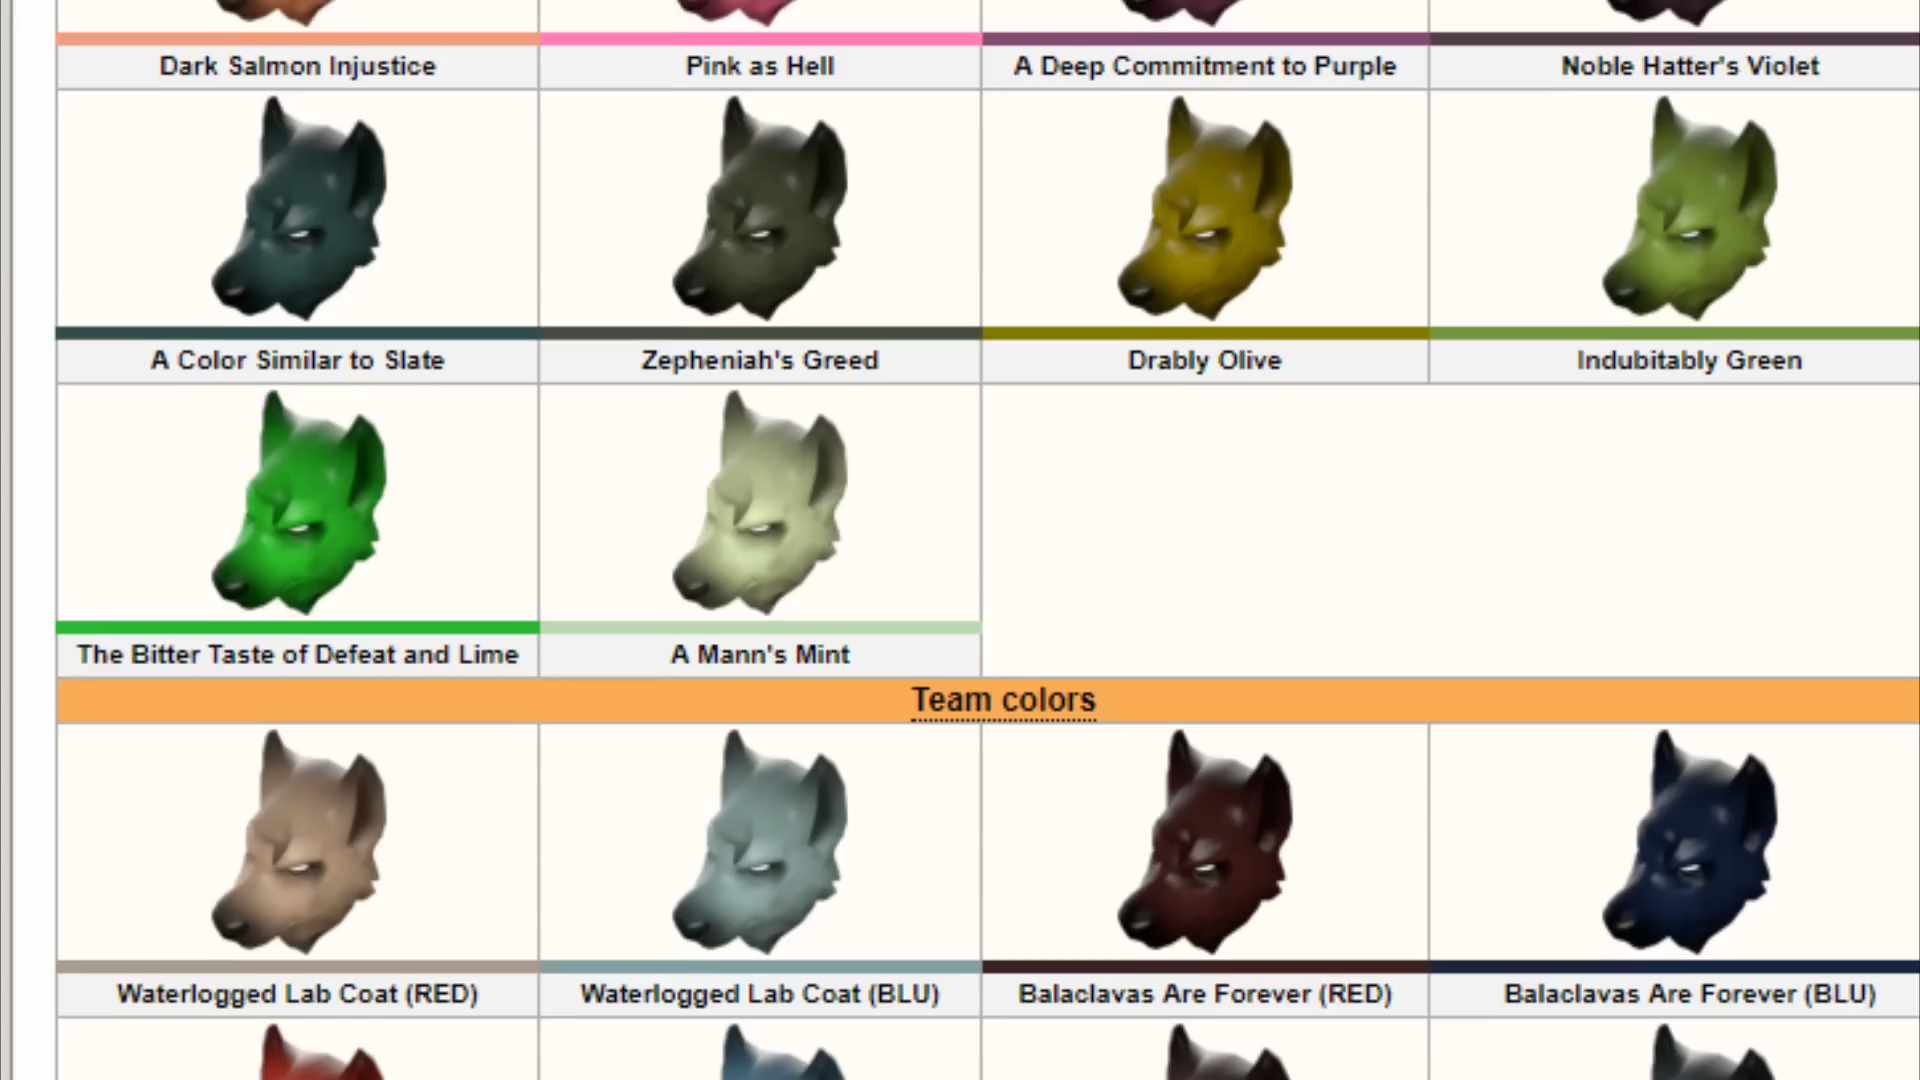 Dark Salmon Injustice
Pink as Hell
A Deep Commitment to Purple
Noble Hatter's Violet
A Color Similar to Slate
Zepheniah's Greed
Drably Olive
Indubitably Green
The Bitter Taste of Defeat and Lime
A Mann's Mint
Team colors
Waterlogged Lab Coat (RED)
Waterlogged Lab Coat (BLU)
Balaclavas Are Forever (RED)
Balaclavas Are Forever (BLU)